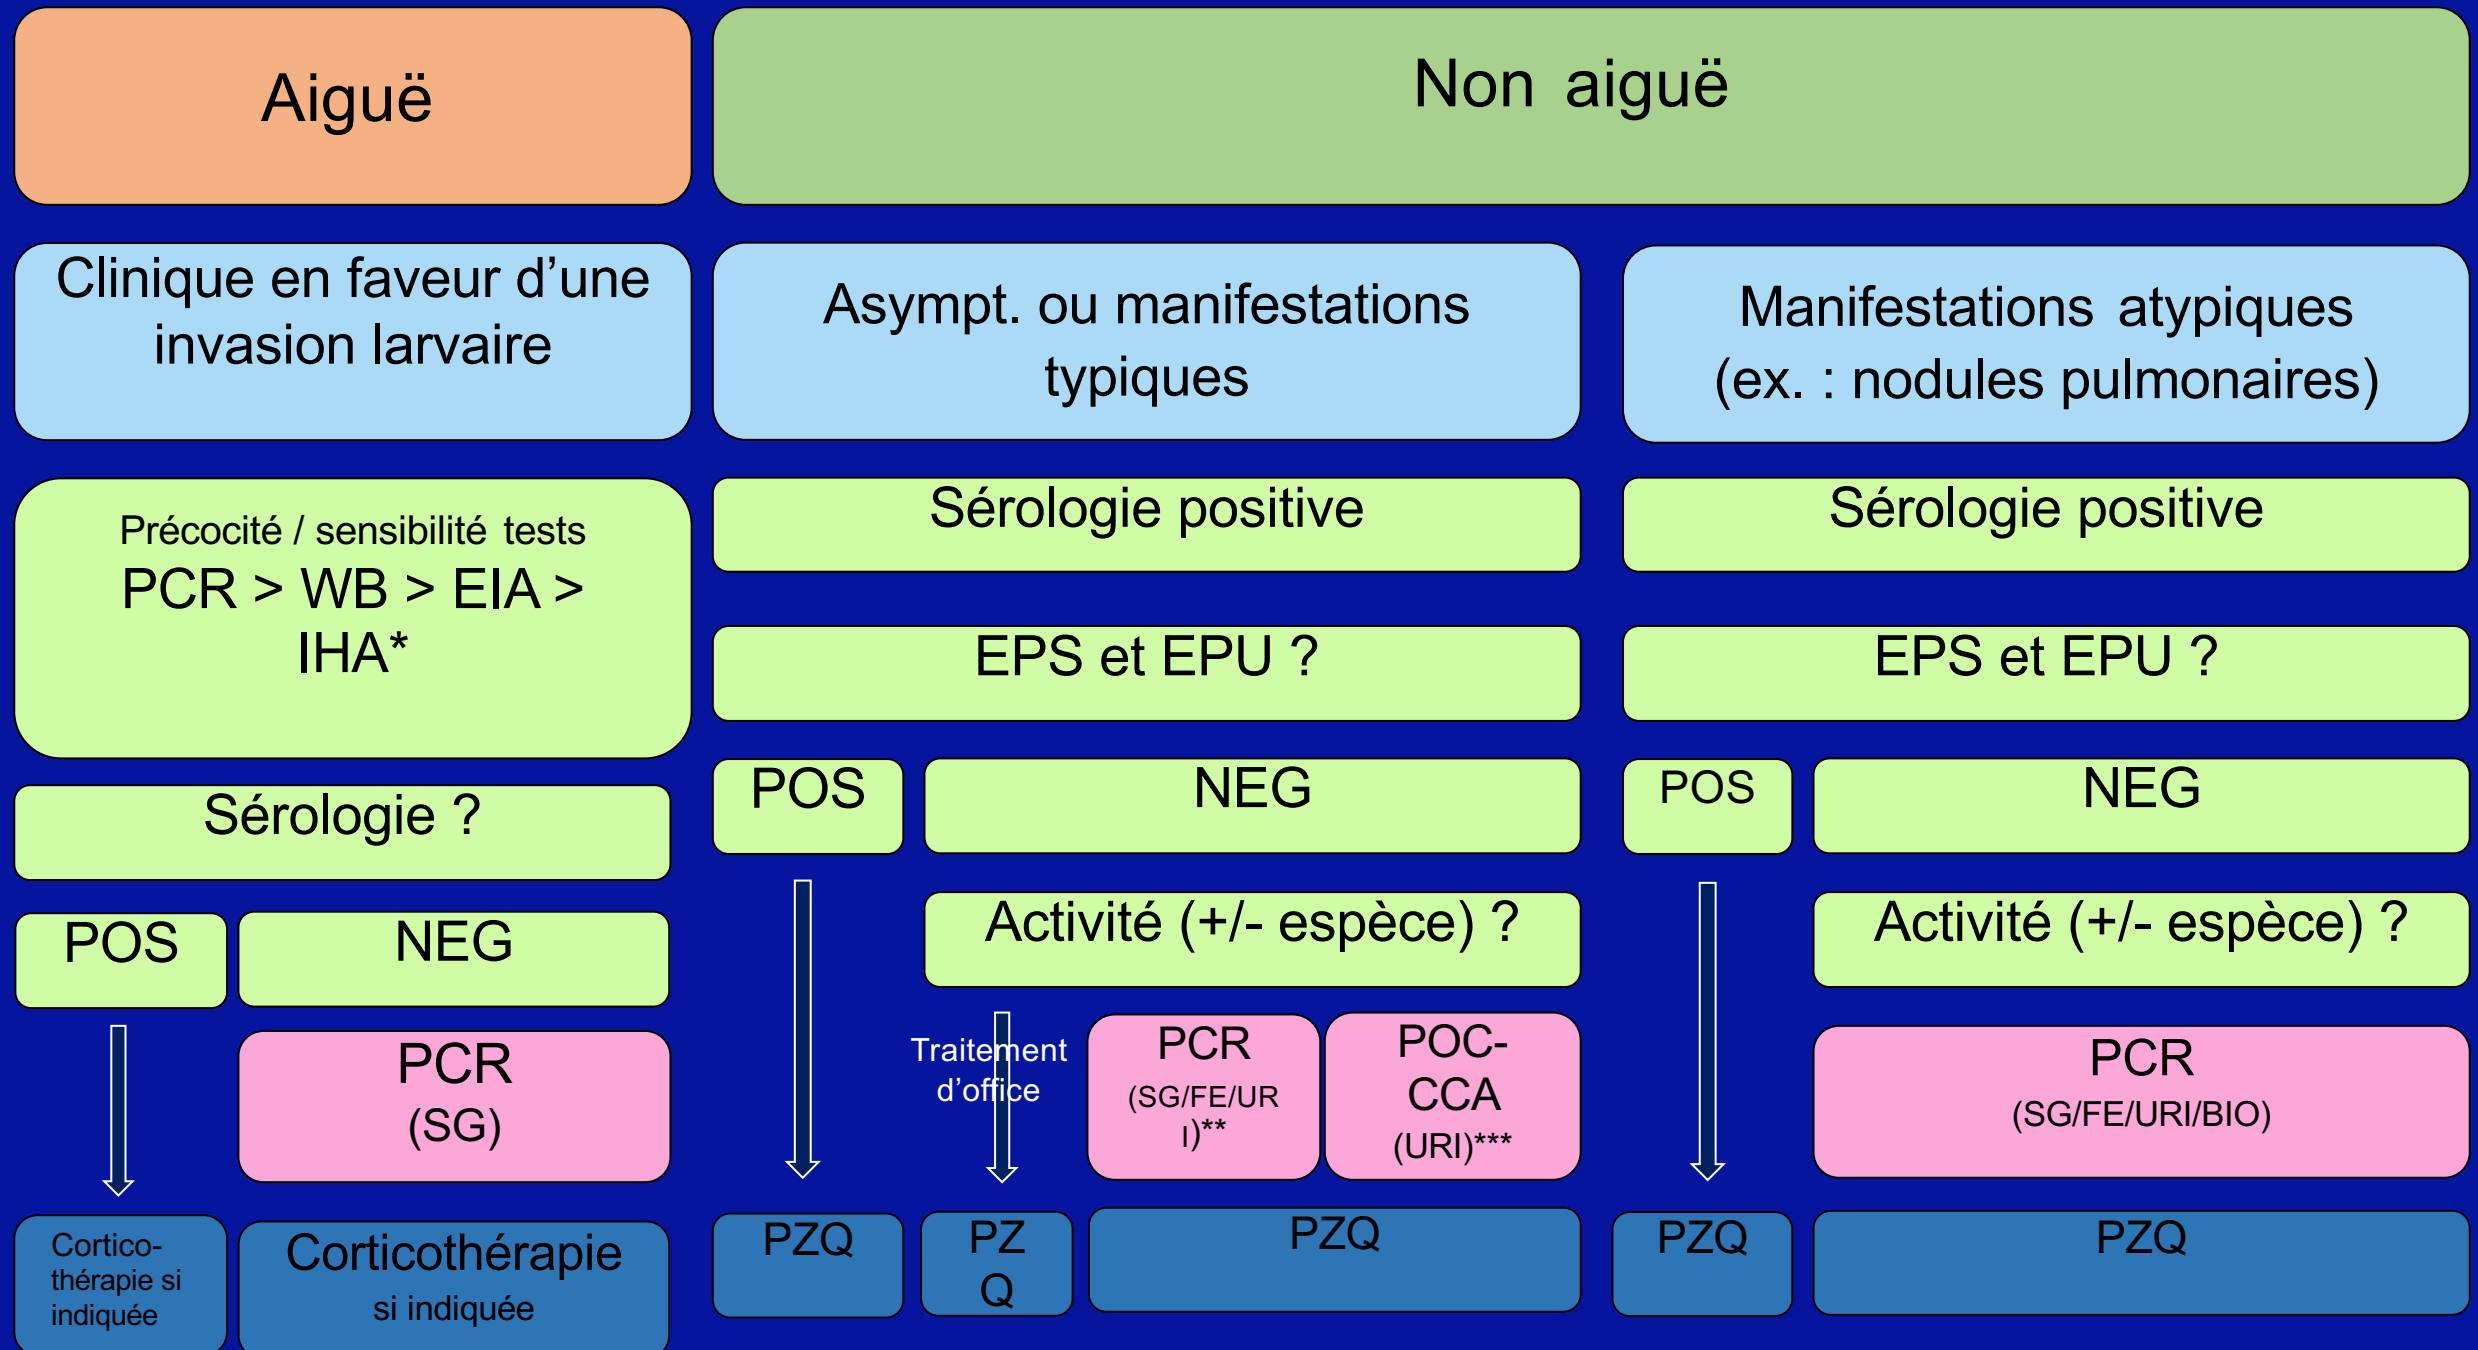 Aiguë
Non aiguë
Clinique en faveur d’une
invasion larvaire
Asympt. ou manifestations
typiques
Manifestations atypiques
(ex. : nodules pulmonaires)
Précocité / sensibilité tests
PCR > WB > EIA >
IHA*
Sérologie positive
Sérologie positive
EPS et EPU ?
EPS et EPU ?
Sérologie ?
POS
NEG
POS
NEG
POS
NEG
Activité (+/- espèce) ?
Activité (+/- espèce) ?
POS
NEG
PCR
(SG)
Traitement
d’office
PCR
(SG/FE/UR
I)**
POC-
CCA
(URI)***
PCR
(SG/FE/URI/BIO)
Cortico-
thérapie si
indiquée
Corticothérapie
si indiquée
PZQ
PZ
Q
PZQ
PZQ
PZQ